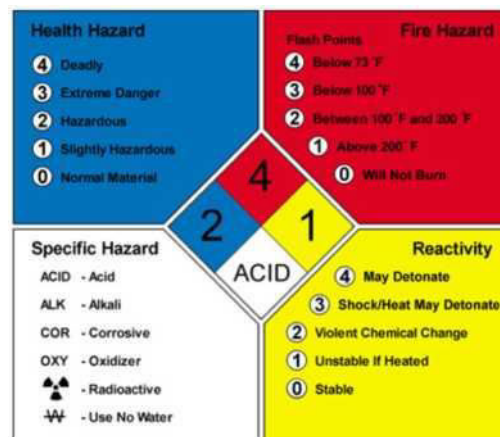 Health Hazard
4 Deadly
3 Extreme Danger
2 Hazardous
1 Slightly Hazardous
0 Normal Material
Fire Hazard
Flash Points
4 Below 73 °F
3 Below 100 °F
2 Between 100 °F and 200 °F
1 Above 200 °F
0 Will Not Burn
4
2
1
ACID
Specific Hazard
ACID - Acid
ALK - Alkali
COR - Corrosive
OXY - Oxidizer
- Radioactive
W - Use No Water
Reactivity
4 May Detonate
3 Shock/Heat May Detonate
2 Violent Chemical Change
1 Unstable If Heated
0 Stable